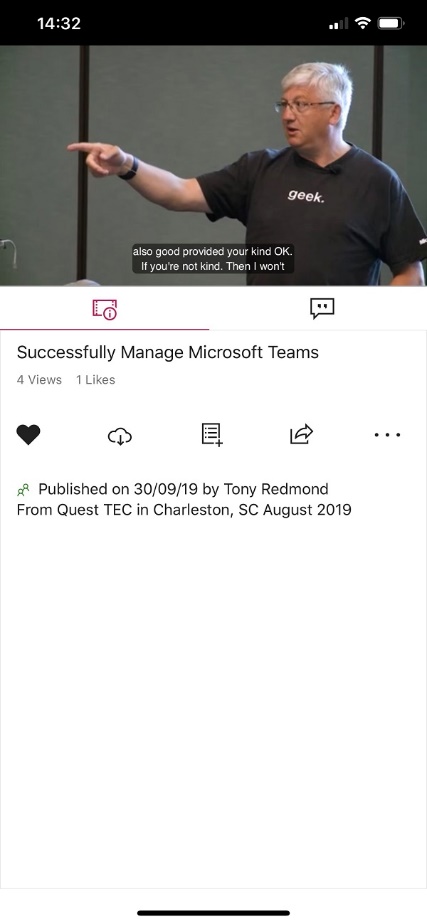 14:32
geek.
also good provided your kind OK.
If you're not kind. Then I won't
Successfully Manage Microsoft Teams
4 Views 1 Likes
Published on 30/09/19 by Tony Redmond
From Quest TEC in Charleston, SC August 2019